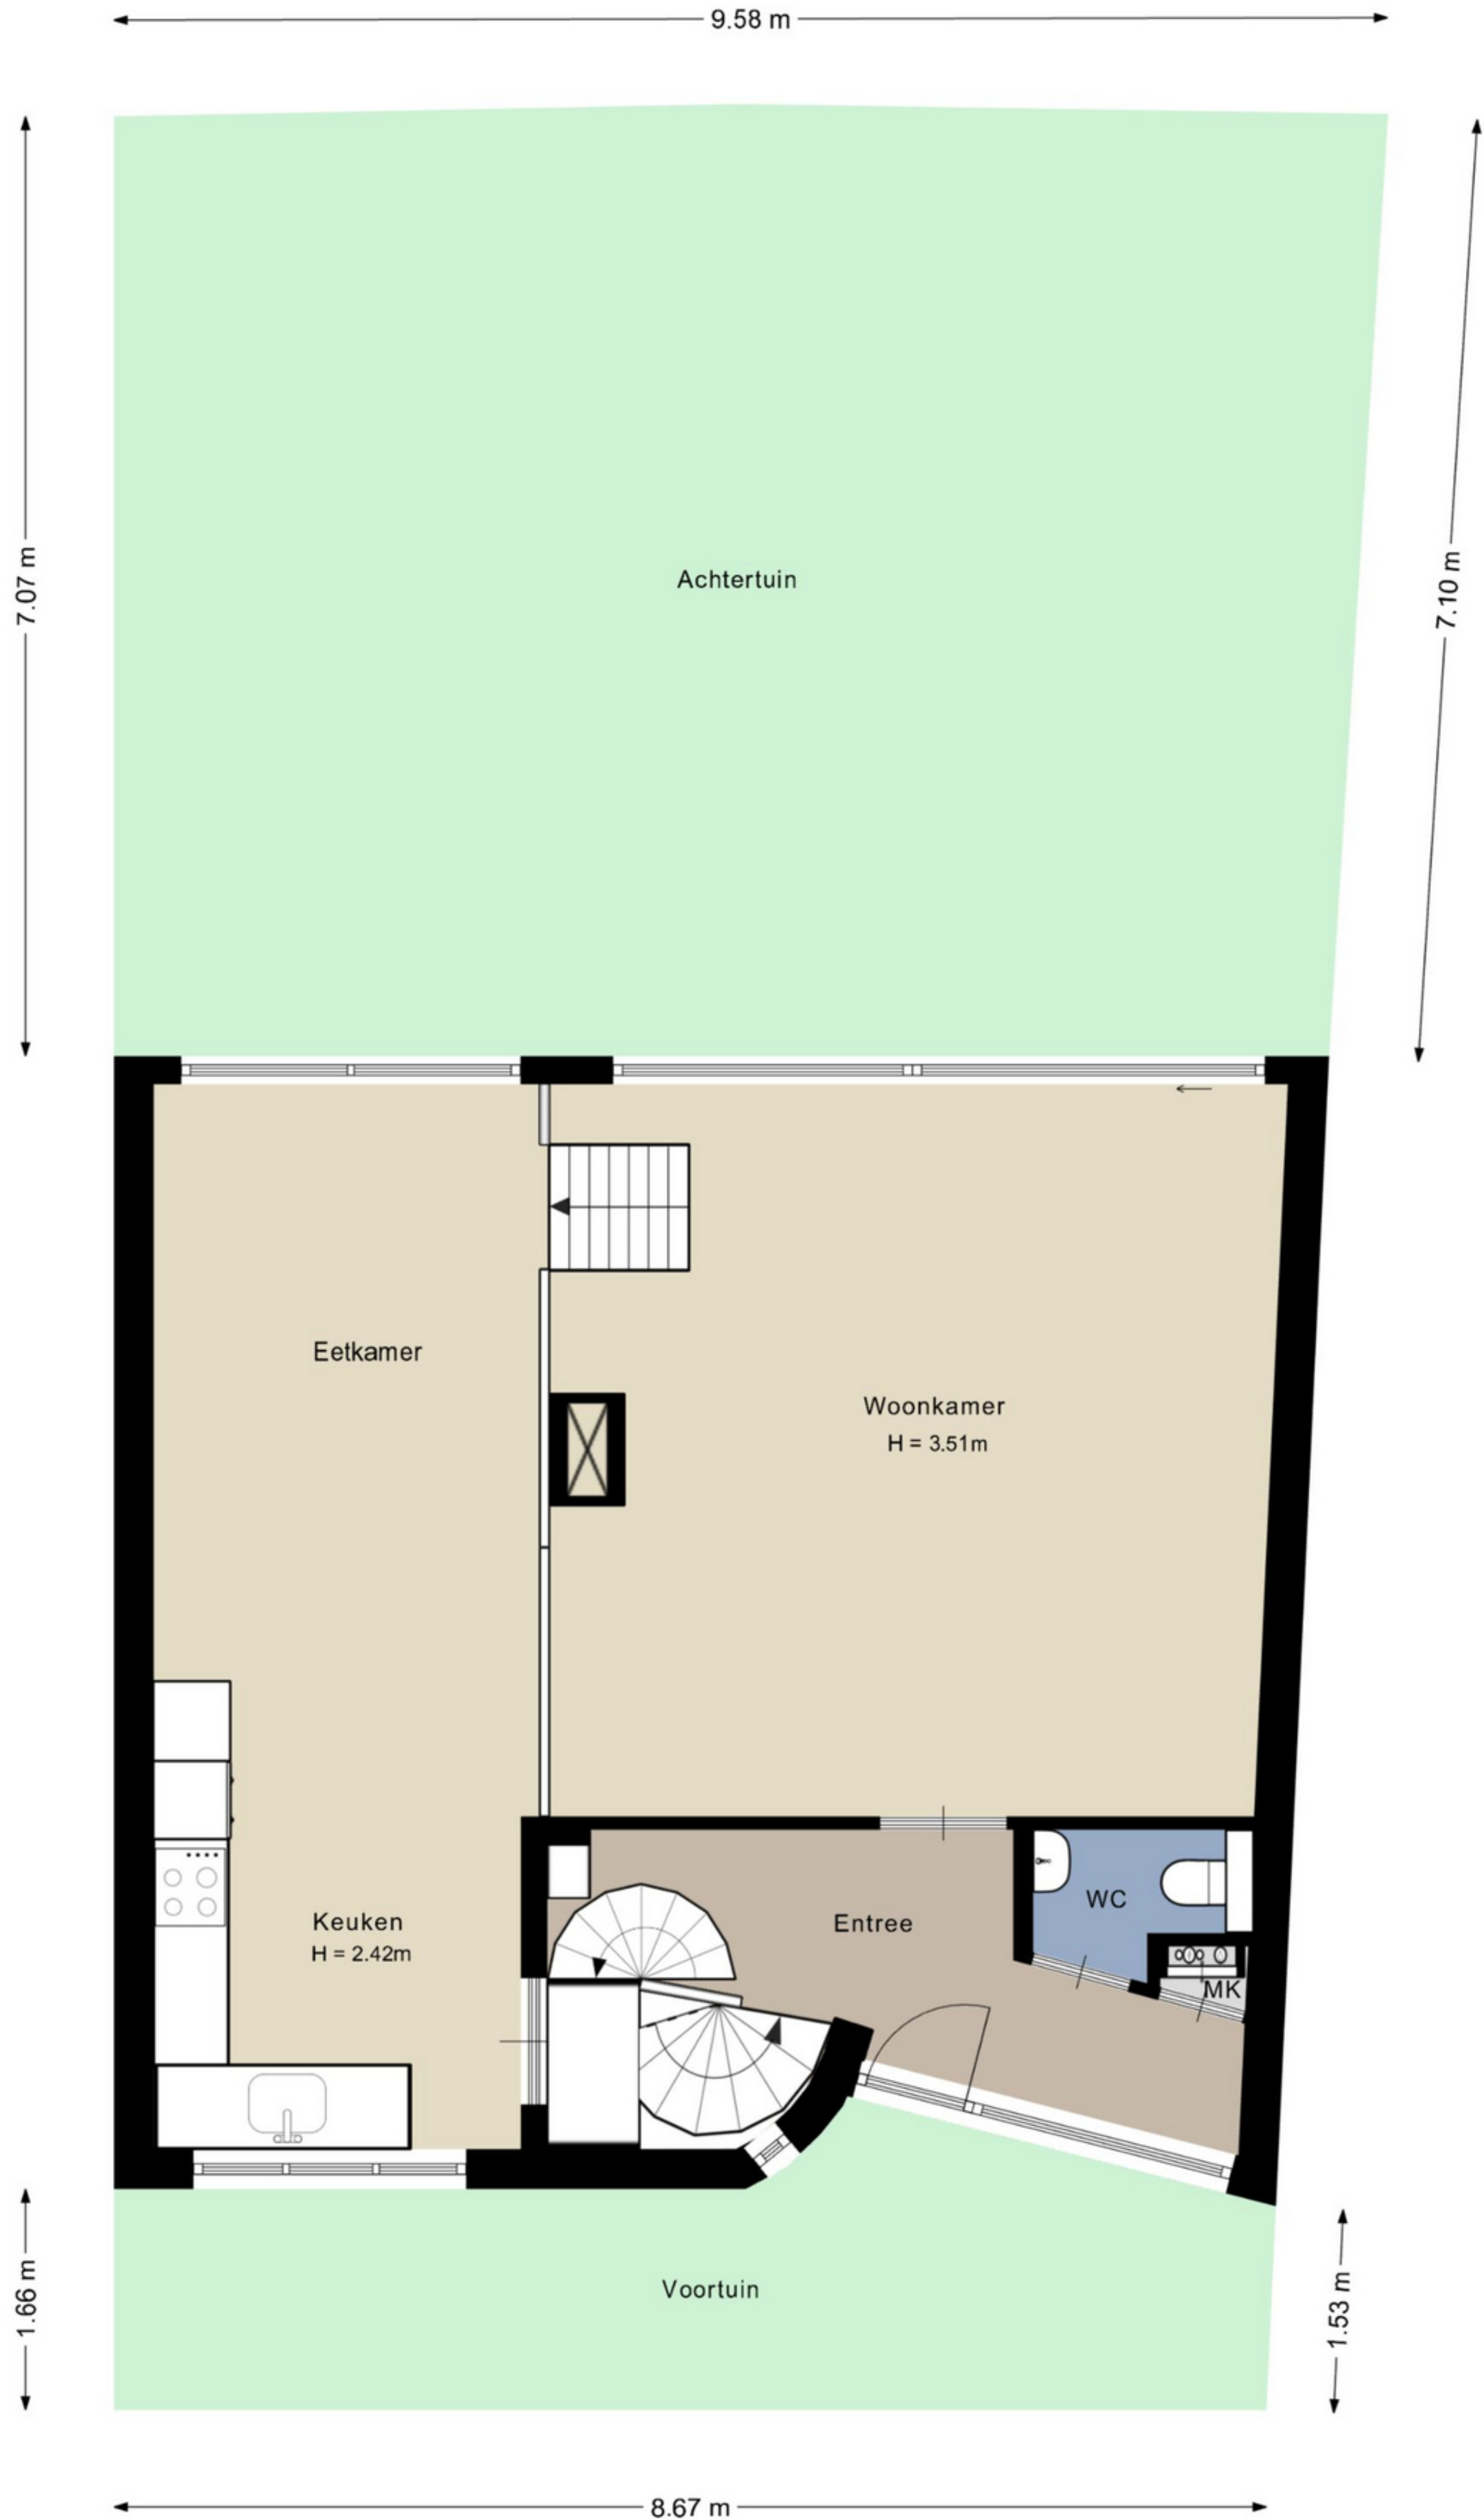 9.58 m
7.07 m
7.10 m
Achtertuin
Eetkamer
Woonkamer
H = 3.51m
Keuken
H = 2.42m
Entree
WC
MK
Voortuin
1.66 m
1.53 m
8.67 m